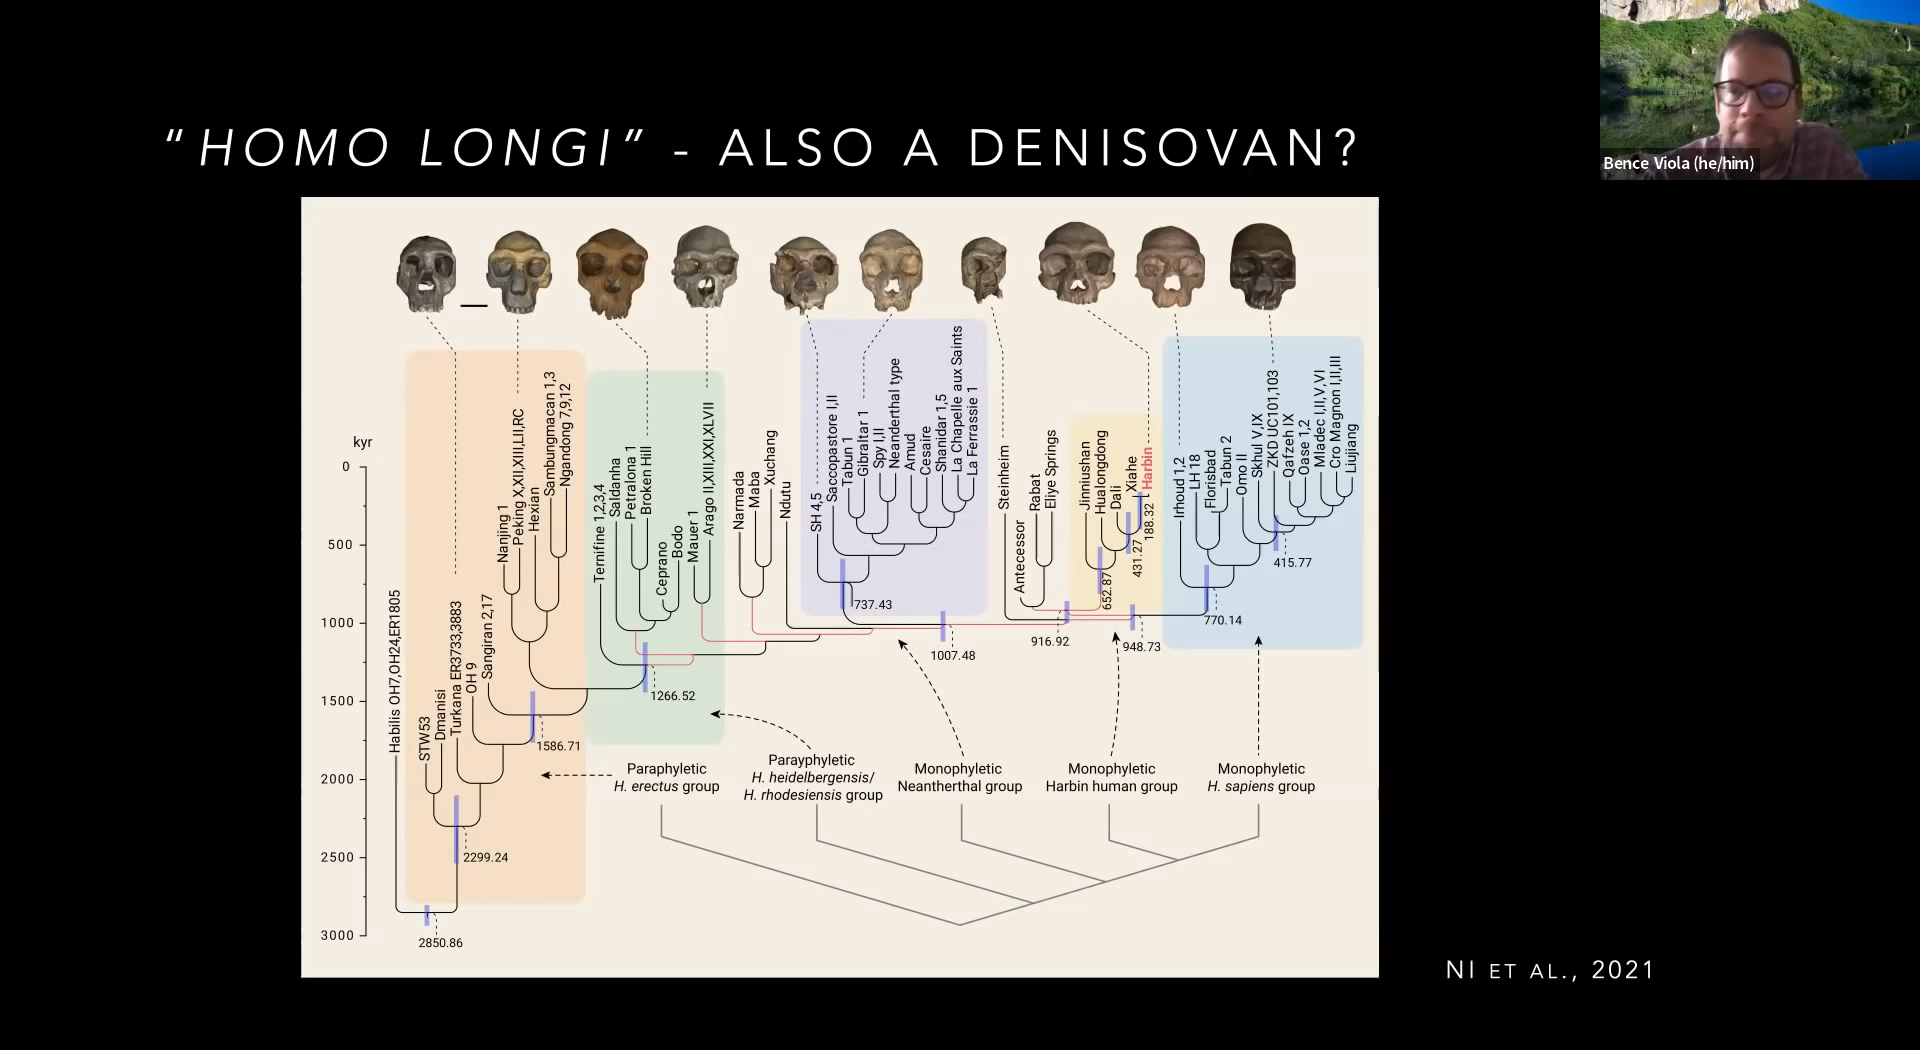 Bence Viola (he/him)
“HOMO LONGI” - ALSO A DENISOVAN?
kyr
0
500
1000
1500
2000
2500
3000
Habilis OH7,OH24,ER1805
STW53
Dmanisi
Turkana ER3733,3883
OH 9
Sangiran 2,17
Nanjing 1
Peking X,XII,XIII,LII,RC
Hexian
Sambungmacan 1,3
Ngandong 7,9,12
Ternifine 1,2,3,4
Saldanha
Petralona 1
Broken Hill
Ceprano
Bodo
Mauer 1
Arago II,XIII,XXI,XLVII
Narmada
Maba
Xuchang
Ndutu
SH 4,5
Saccopastore I,II
Tabun 1
Gibraltar 1
Spy I,II
Neanderthal type
Amud
Cesaire
Shanidar 1,5
La Chapelle aux Saints
La Ferrassie 1
Steinheim
Antecessor
Rabat
Eliye Springs
Jinniushan
Hualongdong
Dali
Xiahe
Harbin
Irhoud 1,2
LH 18
Florisbad
Tabun 2
Omo II
Skhul V,IX
ZKD UC101,103
Qafzeh IX
Oase 1,2
Mladec I,II,V,VI
Cro Magnon I,II,III
Liujiang
188.32
431.27
415.77
652.87
737.43
770.14
916.92
948.73
1007.48
1266.52
1586.71
2299.24
2850.86
Paraphyletic
H. erectus group
Parayphyletic
H. heidelbergensis/
H. rhodesiensis group
Monophyletic
Neantherthal group
Monophyletic
Harbin human group
Monophyletic
H. sapiens group
NI ET AL., 2021